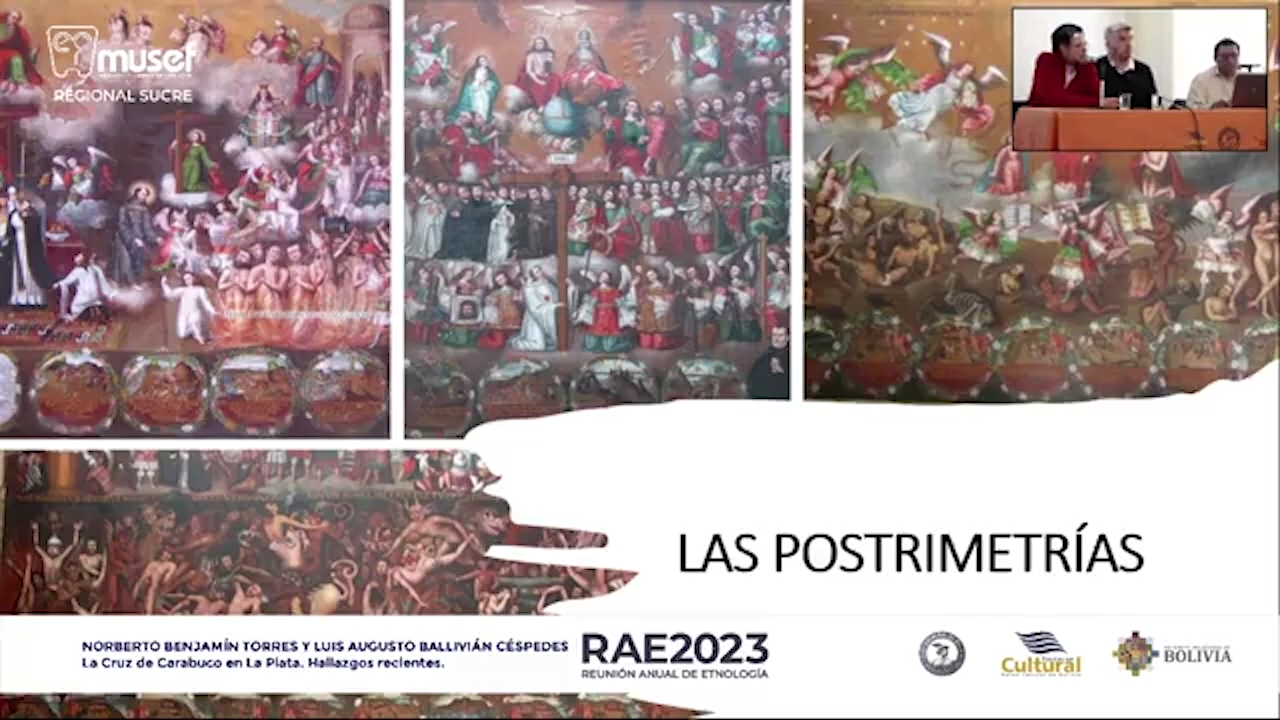 musef
REGIONAL SUCRE
LAS POSTRIMETRÍAS
NORBERTO BENJAMÍN TORRES Y LUIS AUGUSTO BALLIVIÁN CÉSPEDES
La Cruz de Carabuco en La Plata. Hallazgos recientes.
RAE2023
REUNIÓN ANUAL DE ETNOLOGÍA
Cultural
BOLIVIA